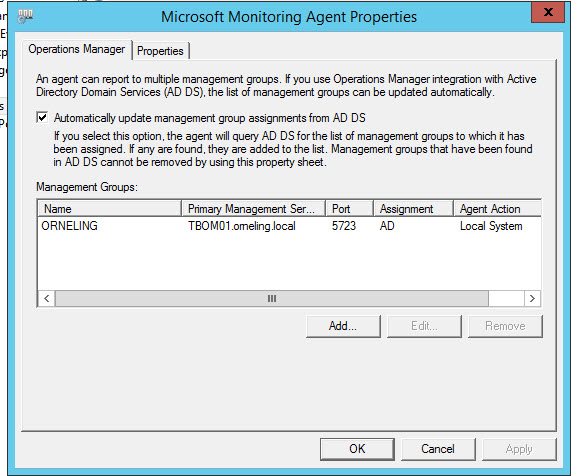 Microsoft Monitoring Agent Properties
x
Operations Manager
Properties
An agent can report to multiple management groups. If you use Operations Manager integration with Active
Directory Domain Services (AD DS), the list of management groups can be updated automatically.
Automatically update management group assignments from AD DS
If you select this option, the agent will query AD DS for the list of management groups to which it has
been assigned. If any are found, they are added to the list. Management groups that have been found
in AD DS cannot be removed by using this property sheet.
Management Groups:
Name Primary Management Ser... Port Assignment Agent Action
ORNELING TBOM01.orneling.local 5723 AD Local System
Add... Edit... Remove
OK Cancel Apply